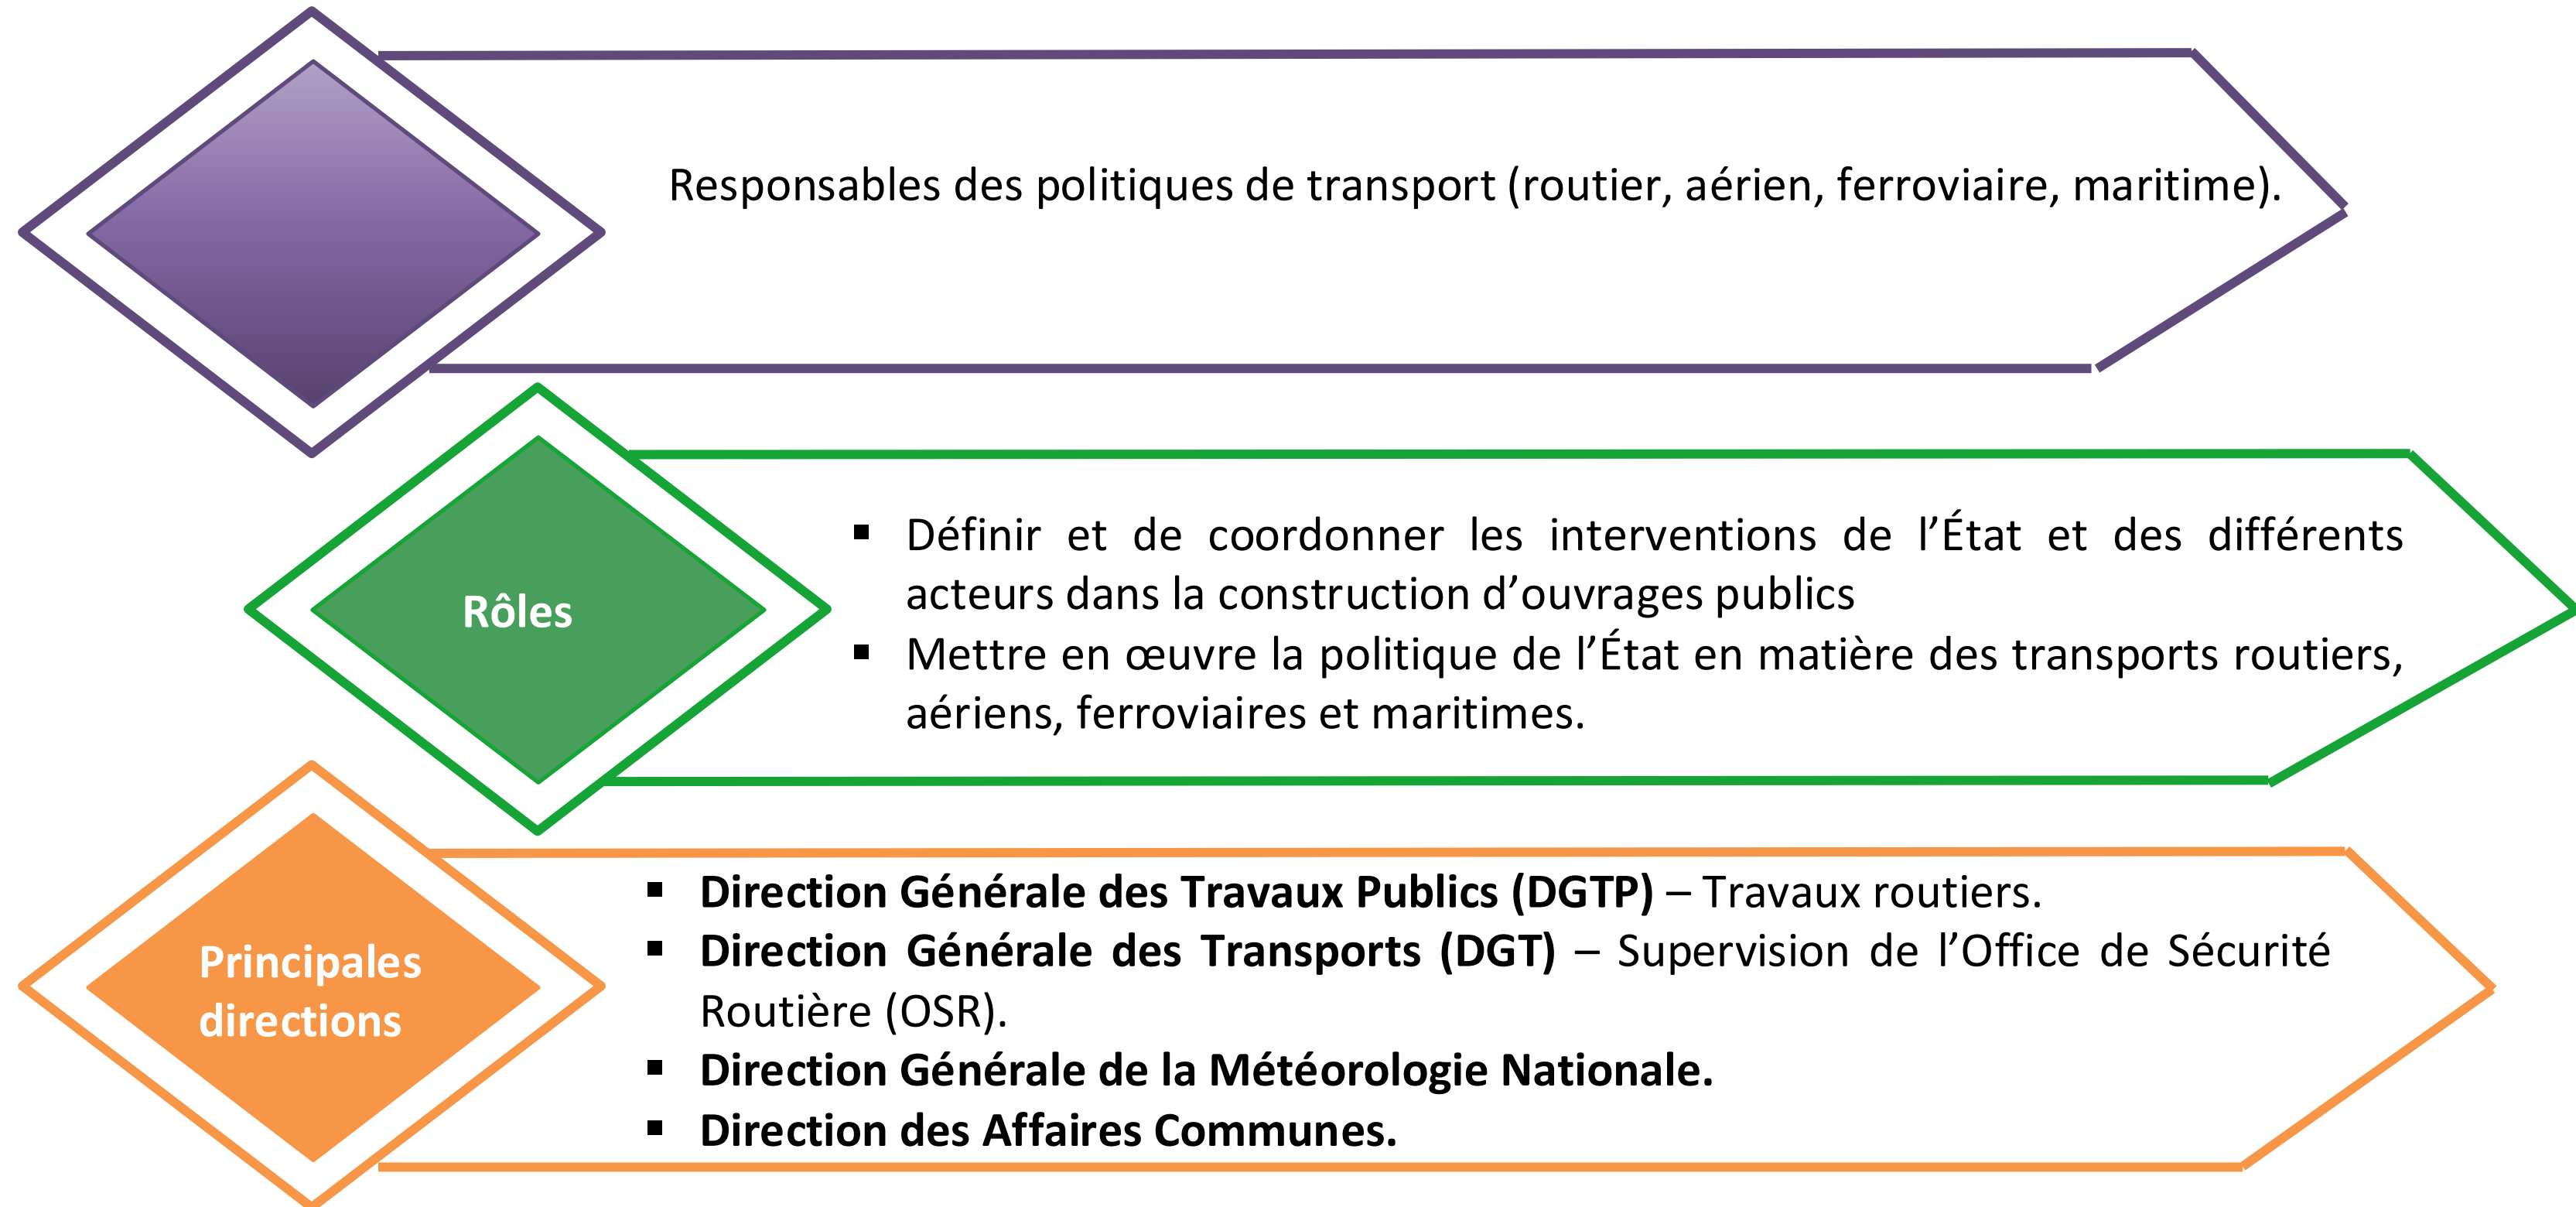 Responsables des politiques de transport (routier, aérien, ferroviaire, maritime).
Rôles
▪ Définir et de coordonner les interventions de l’État et des différents
acteurs dans la construction d’ouvrages publics
▪ Mettre en œuvre la politique de l’État en matière des transports routiers,
aériens, ferroviaires et maritimes.
Principales
directions
▪ Direction Générale des Travaux Publics (DGTP) – Travaux routiers.
▪ Direction Générale des Transports (DGT) – Supervision de l’Office de Sécurité
Routière (OSR).
▪ Direction Générale de la Météorologie Nationale.
▪ Direction des Affaires Communes.